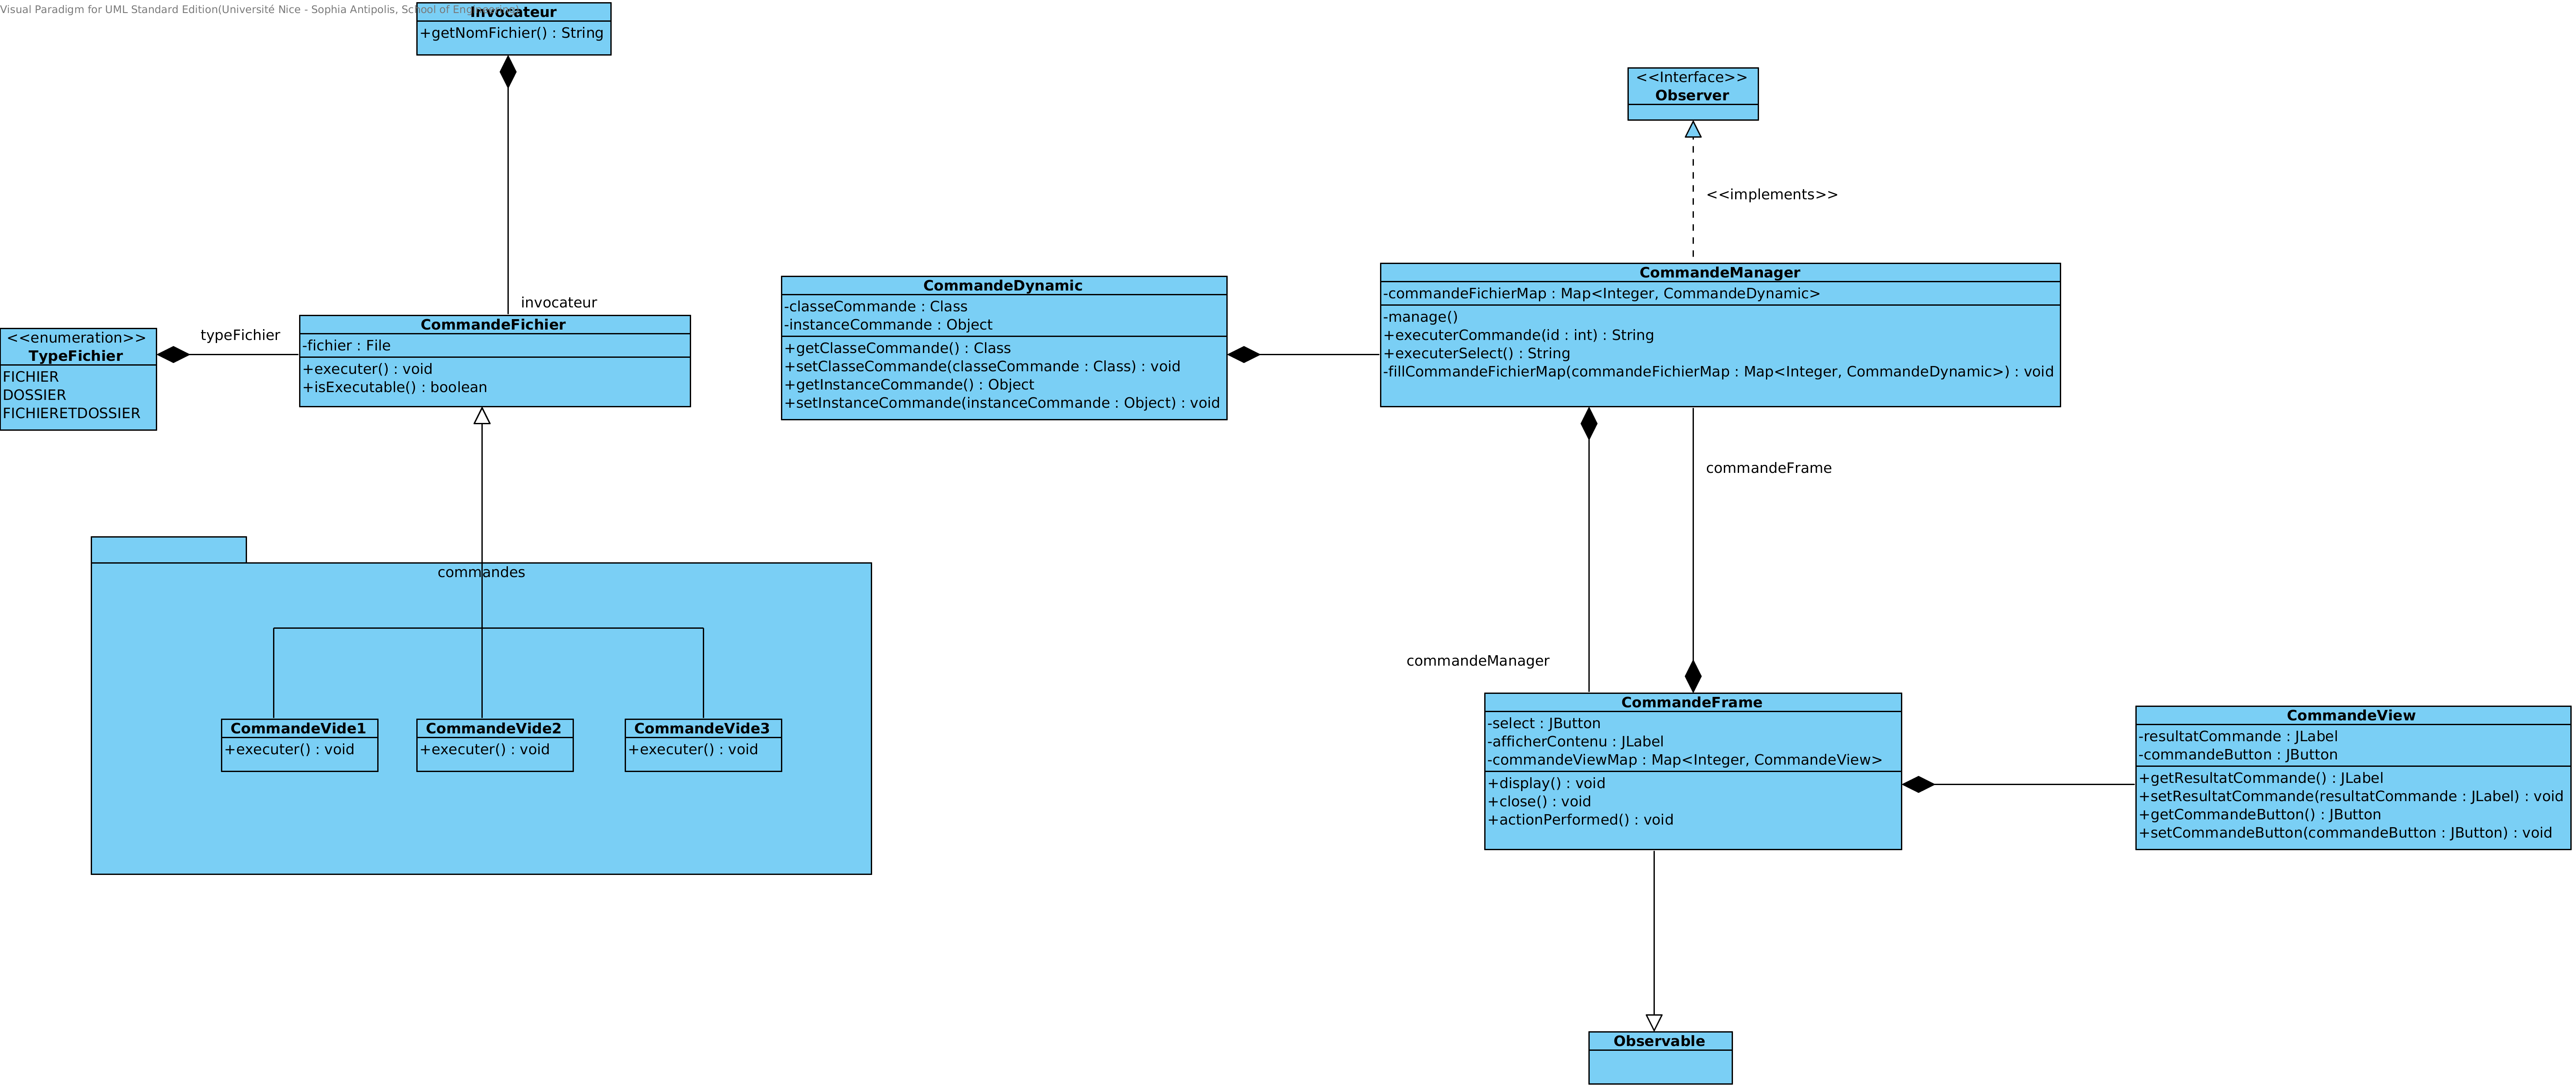 Visual Paradigm for UML Standard Edition(Université Nice - Sophia Antipolis, School of Engineering)
Invocateur
+getNomFichier() : String
<<Interface>>
Observer
<<implements>>
invocateur
typeFichier
<<enumeration>>
TypeFichier
FICHIER
DOSSIER
FICHIERETDOSSIER
CommandeFichier
-fichier : File
+executer() : void
+isExecutable() : boolean
CommandeDynamic
-classeCommande : Class
-instanceCommande : Object
+getClasseCommande() : Class
+setClasseCommande(classeCommande : Class) : void
+getInstanceCommande() : Object
+setInstanceCommande(instanceCommande : Object) : void
CommandeManager
-commandeFichierMap : Map<Integer, CommandeDynamic>
-manage()
+executerCommande(id : int) : String
+executerSelect() : String
-fillCommandeFichierMap(commandeFichierMap : Map<Integer, CommandeDynamic>) : void
commandeFrame
commandes
commandeManager
CommandeVide1
+executer() : void
CommandeVide2
+executer() : void
CommandeVide3
+executer() : void
CommandeFrame
-select : JButton
-afficherContenu : JLabel
-commandeViewMap : Map<Integer, CommandeView>
+display() : void
+close() : void
+actionPerformed() : void
CommandeView
-resultatCommande : JLabel
-commandeButton : JButton
+getResultatCommande() : JLabel
+setResultatCommande(resultatCommande : JLabel) : void
+getCommandeButton() : JButton
+setCommandeButton(commandeButton : JButton) : void
Observable